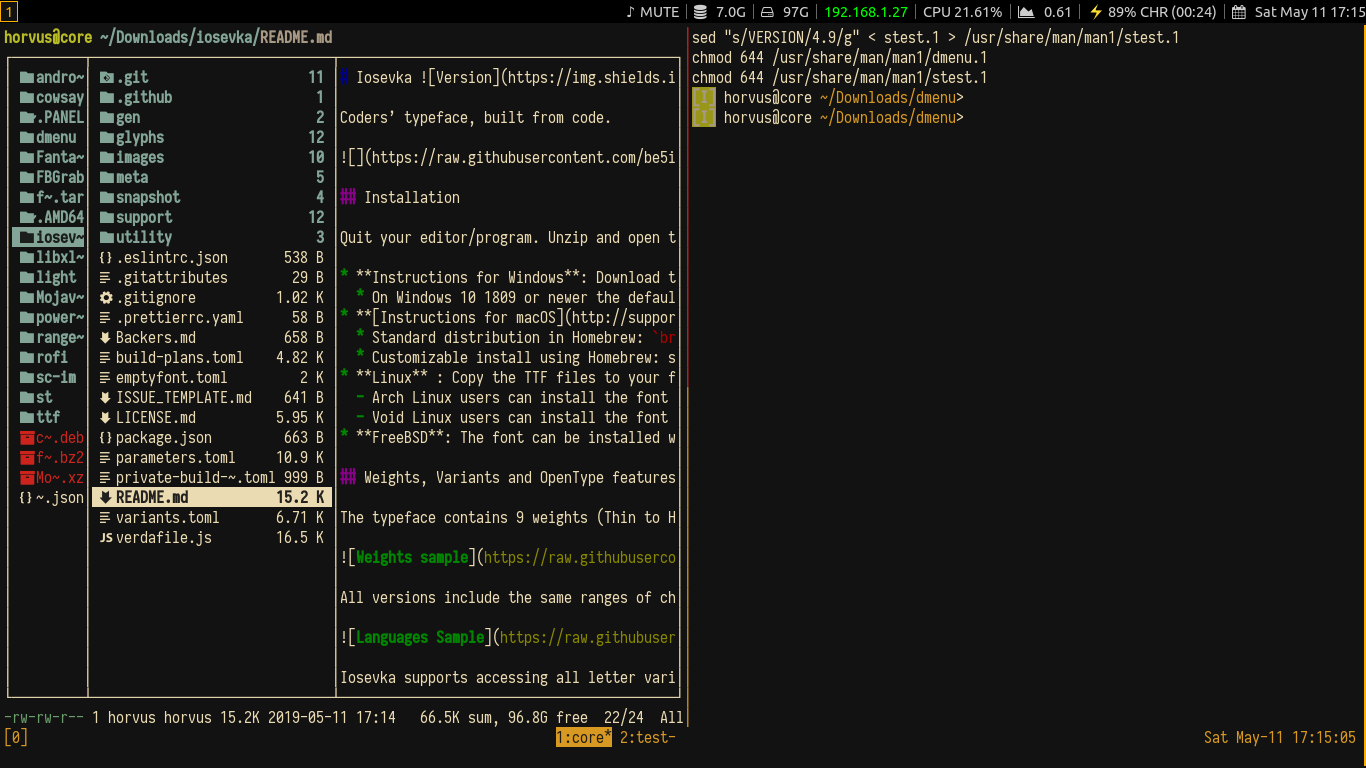 1 ♪ MUTE | 7.0G | 97G | 192.168.1.27 | CPU 21.61% | 0.61 | ⚡ 89% CHR (00:24) | Sat May 11 17:15
horvus@core ~/Downloads/iosevka/README.md
andro~
cowsay
.PANEL
dmenu
Fanta~
FBGrab
f~.tar
.AMD64
iosev~
libxl~
light
Mojav~
power~
range~
rofi
sc-im
st
ttf
c~.deb
f~.bz2
Mo~.xz
{} ~.json
.git 11
.github 1
gen 2
glyphs 12
images 10
meta 5
snapshot 4
support 12
utility 3
{} .eslintrc.json 538 B
.gitattributes 29 B
.gitignore 1.02 K
.prettierrc.yaml 58 B
Backers.md 658 B
build-plans.toml 4.82 K
emptyfont.toml 2 K
ISSUE_TEMPLATE.md 641 B
LICENSE.md 5.95 K
{} package.json 663 B
parameters.toml 10.9 K
private-build-~.toml 999 B
README.md 15.2 K
variants.toml 6.71 K
JS verdafile.js 16.5 K
# Iosevka ![Version](https://img.shields.i
Coders’ typeface, built from code.
![](https://raw.githubusercontent.com/be5i
## Installation
Quit your editor/program. Unzip and open t
* **Instructions for Windows**: Download t
* On Windows 10 1809 or newer the defaul
* **[Instructions for macOS](http://suppor
* Standard distribution in Homebrew: `br
* Customizable install using Homebrew: s
* **Linux** : Copy the TTF files to your f
- Arch Linux users can install the font
- Void Linux users can install the font
* **FreeBSD**: The font can be installed w
## Weights, Variants and OpenType features
The typeface contains 9 weights (Thin to H
![Weights sample](https://raw.githubuserco
All versions include the same ranges of ch
![Languages Sample](https://raw.githubuser
Iosevka supports accessing all letter vari
-rw-rw-r-- 1 horvus horvus 15.2K 2019-05-11 17:14 66.5K sum, 96.8G free 22/24 All
sed "s/VERSION/4.9/g" < stest.1 > /usr/share/man/man1/stest.1
chmod 644 /usr/share/man/man1/dmenu.1
chmod 644 /usr/share/man/man1/stest.1
[I] horvus@core ~/Downloads/dmenu>
[I] horvus@core ~/Downloads/dmenu>
[0] 1:core* 2:test- Sat May-11 17:15:05